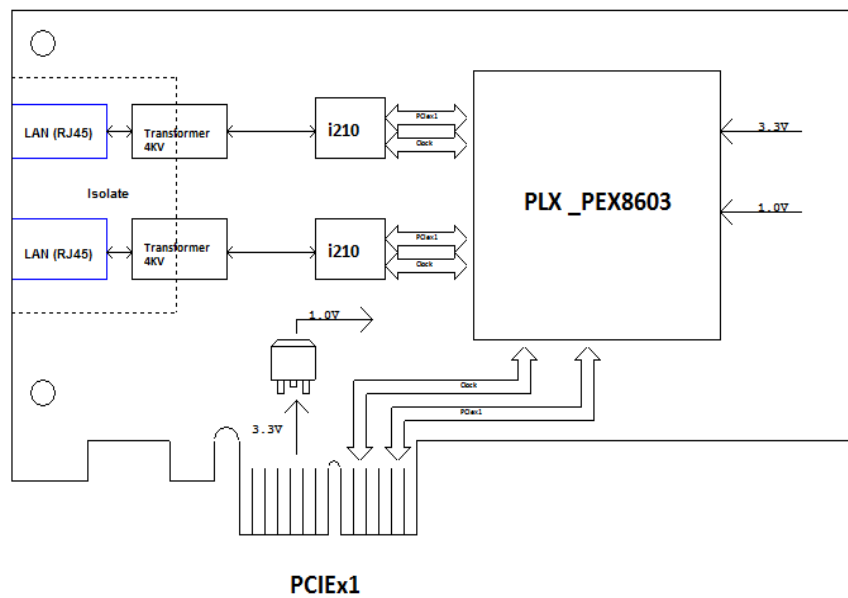 LAN (RJ45)
Transformer
4KV
i210
PCIex1
Clock
3.3V
PLX _PEX8603
Isolate
1.0V
LAN (RJ45)
Transformer
4KV
i210
PCIex1
Clock
1.0V
Clock
3.3V
PCIex1
PCIEx1